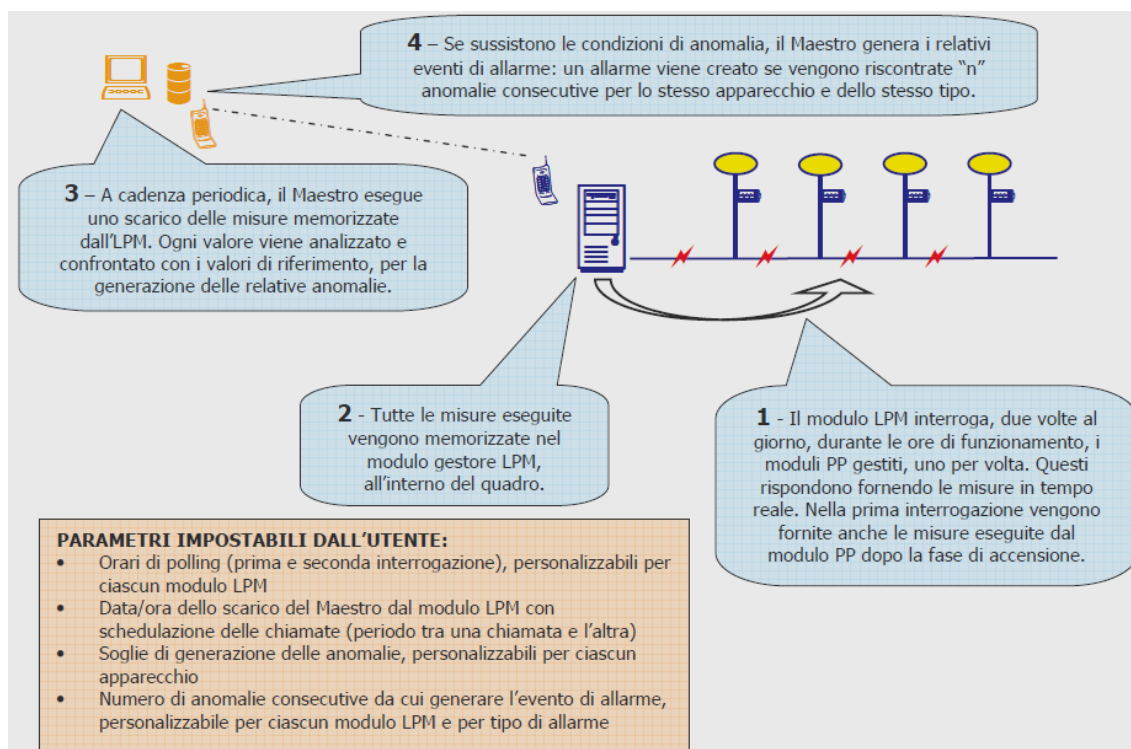 4 – Se sussistono le condizioni di anomalia, il Maestro genera i relativi
eventi di allarme: un allarme viene creato se vengono riscontrate “n”
anomalie consecutive per lo stesso apparecchio e dello stesso tipo.
3 – A cadenza periodica, il Maestro esegue
uno scarico delle misure memorizzate
dall’LPM. Ogni valore viene analizzato e
confrontato con i valori di riferimento, per la
generazione delle relative anomalie.
2 - Tutte le misure eseguite
vengono memorizzate nel
modulo gestore LPM,
all’interno del quadro.
1 - Il modulo LPM interroga, due volte al
giorno, durante le ore di funzionamento, i
moduli PP gestiti, uno per volta. Questi
rispondono fornendo le misure in tempo
reale. Nella prima interrogazione vengono
fornite anche le misure eseguite dal
modulo PP dopo la fase di accensione.
PARAMETRI IMPOSTABILI DALL’UTENTE:
• Orari di polling (prima e seconda interrogazione), personalizzabili per
ciascun modulo LPM
• Data/ora dello scarico del Maestro dal modulo LPM con
schedulazione delle chiamate (periodo tra una chiamata e l’altra)
• Soglie di generazione delle anomalie, personalizzabili per ciascun
apparecchio
• Numero di anomalie consecutive da cui generare l’evento di allarme,
personalizzabile per ciascun modulo LPM e per tipo di allarme